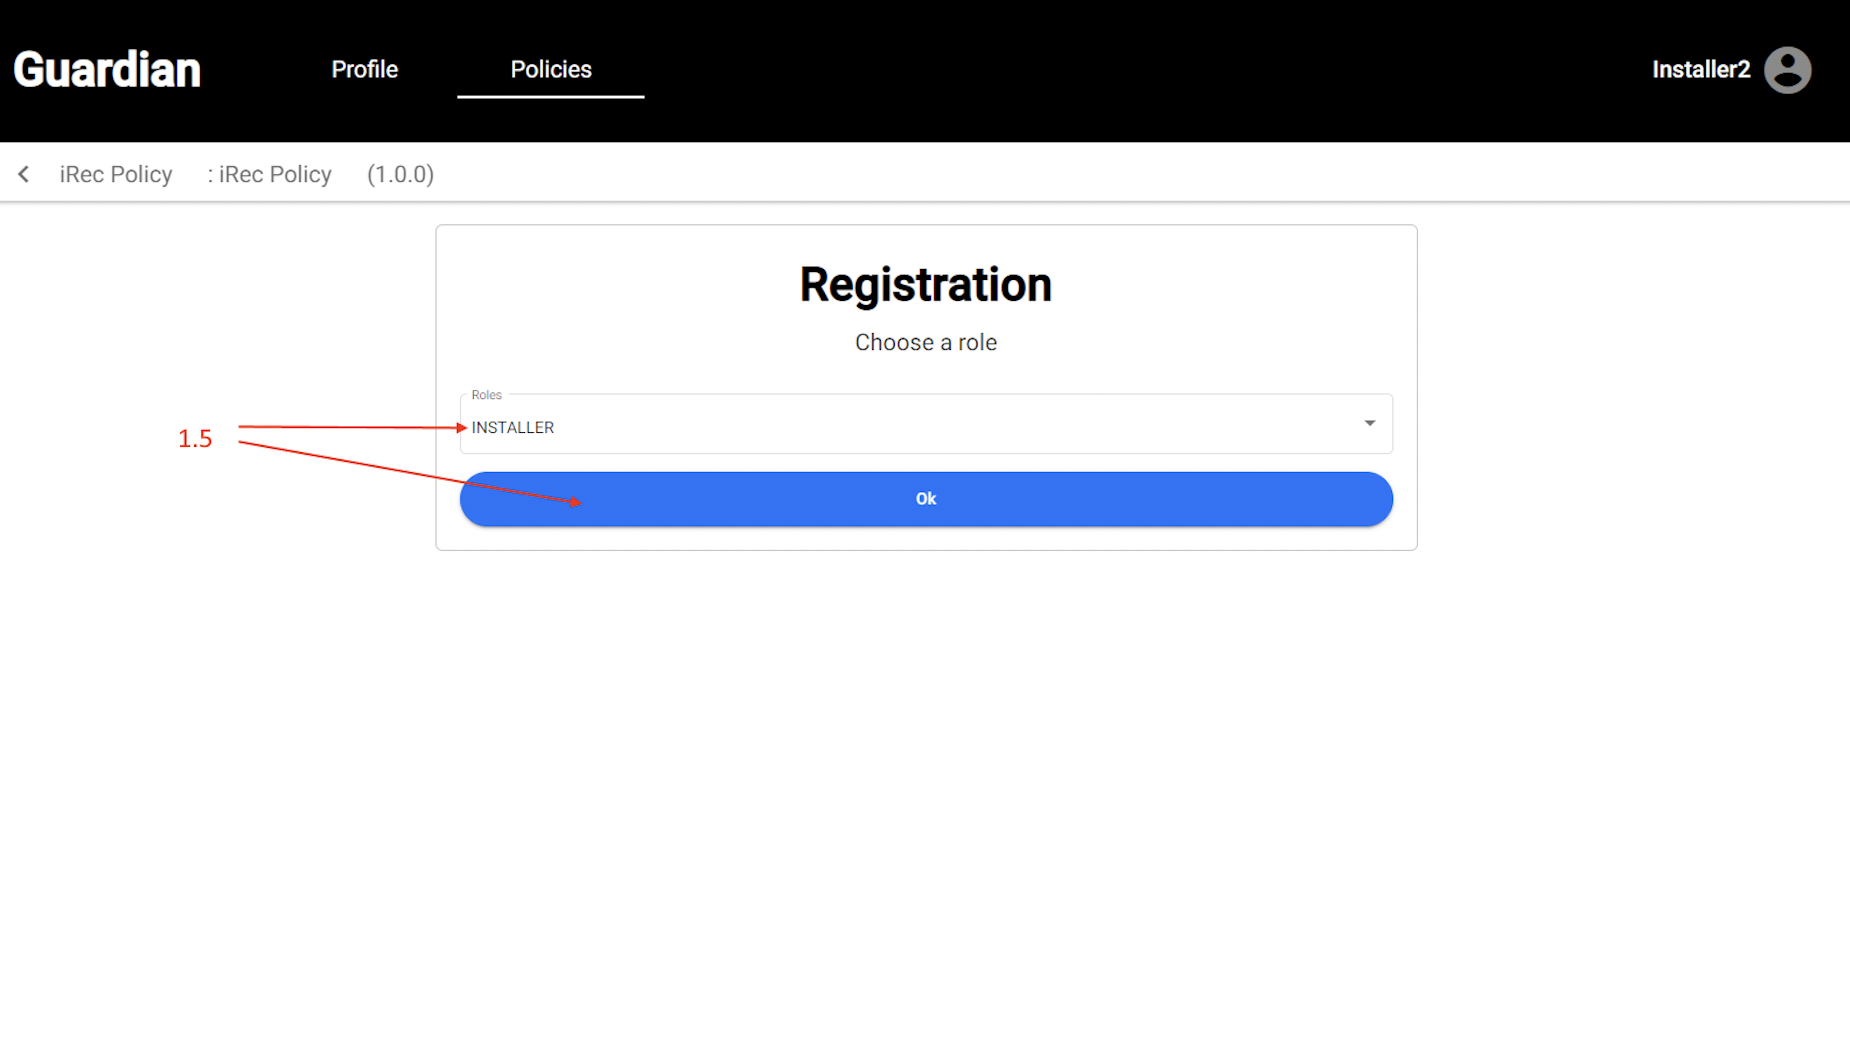 Guardian Profile Policies Installer2
iRec Policy : iRec Policy (1.0.0)
Registration
Choose a role
Roles
INSTALLER
1.5
Ok